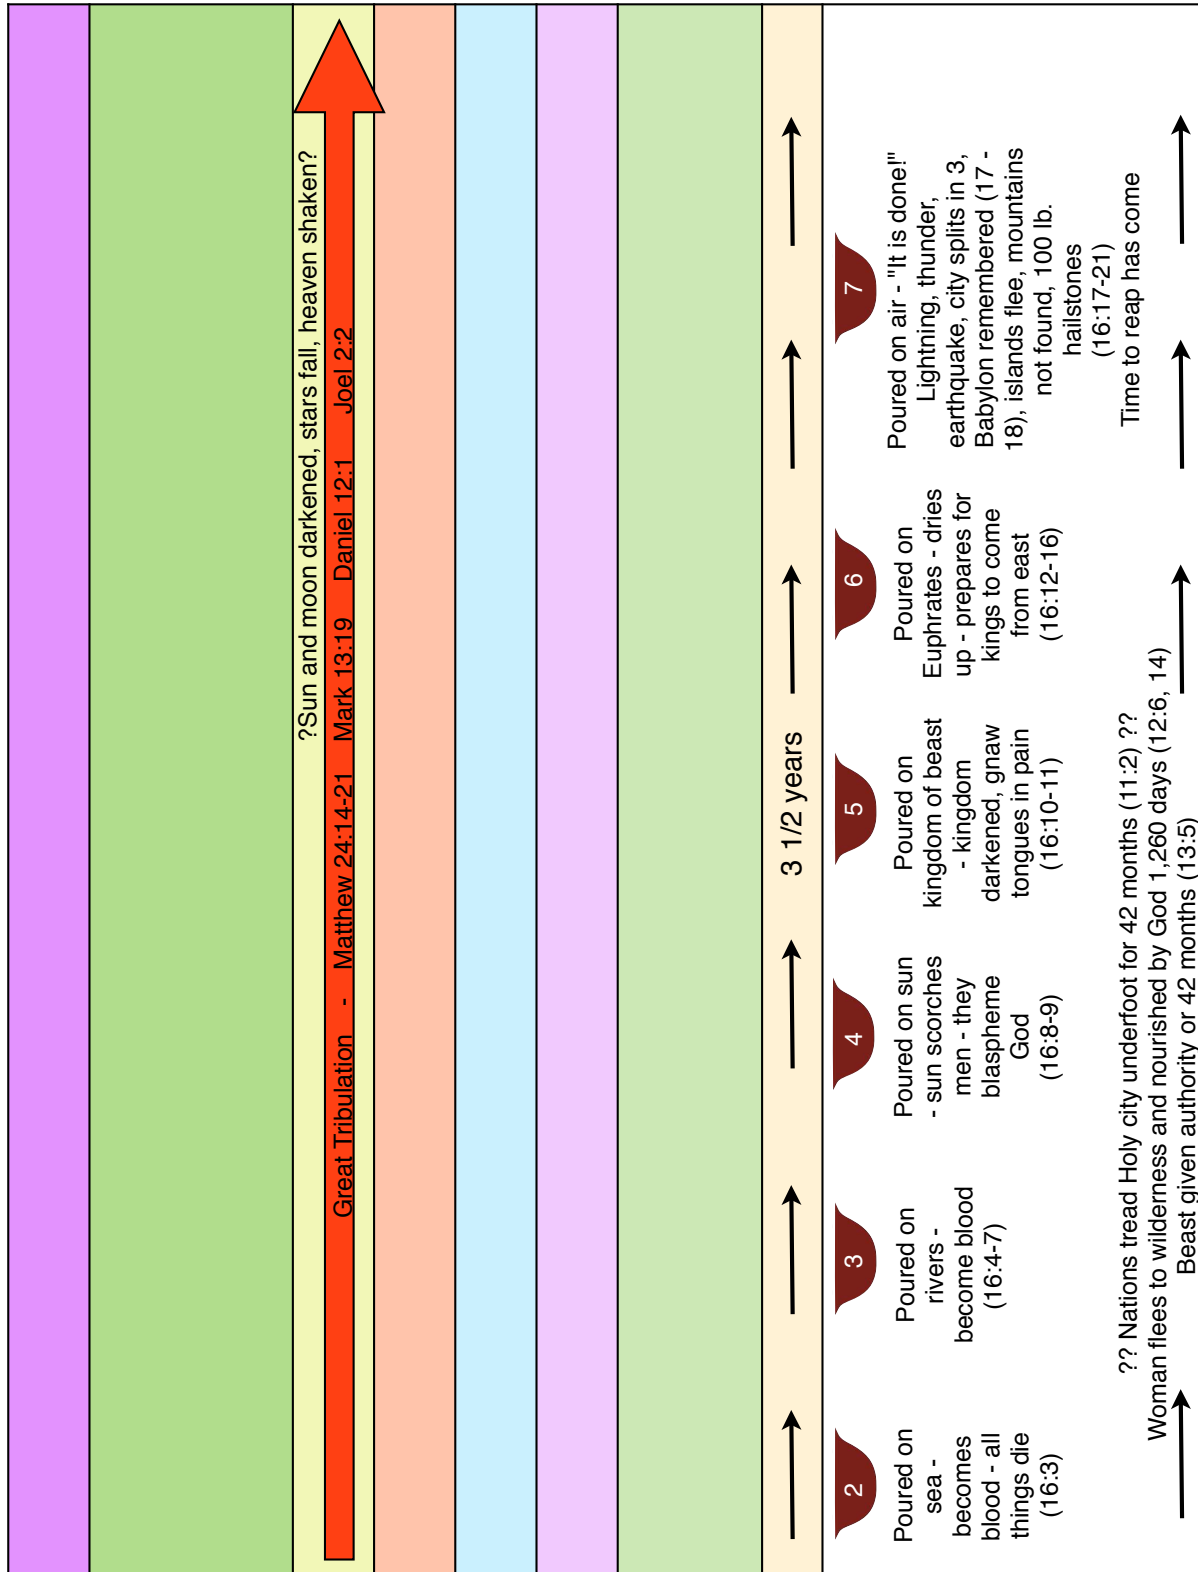 ?Sun and moon darkened, stars fall, heaven shaken?
Great Tribulation - Matthew 24:14-21 Mark 13:19 Daniel 12:1 Joel 2:2
3 1/2 years
2
Poured on
sea -
becomes
blood - all
things die
(16:3)
3
Poured on
rivers -
become blood
(16:4-7)
4
Poured on sun
- sun scorches
men - they
blaspheme
God
(16:8-9)
5
Poured on
kingdom of beast
- kingdom
darkened, gnaw
tongues in pain
(16:10-11)
6
Poured on
Euphrates - dries
up - prepares for
kings to come
from east
(16:12-16)
7
Poured on air - "It is done!"
Lightning, thunder,
earthquake, city splits in 3,
Babylon remembered (17 -
18), islands flee, mountains
not found, 100 lb.
hailstones
(16:17-21)
Time to reap has come
?? Nations tread Holy city underfoot for 42 months (11:2) ??
Woman flees to wilderness and nourished by God 1,260 days (12:6, 14)
Beast given authority or 42 months (13:5)